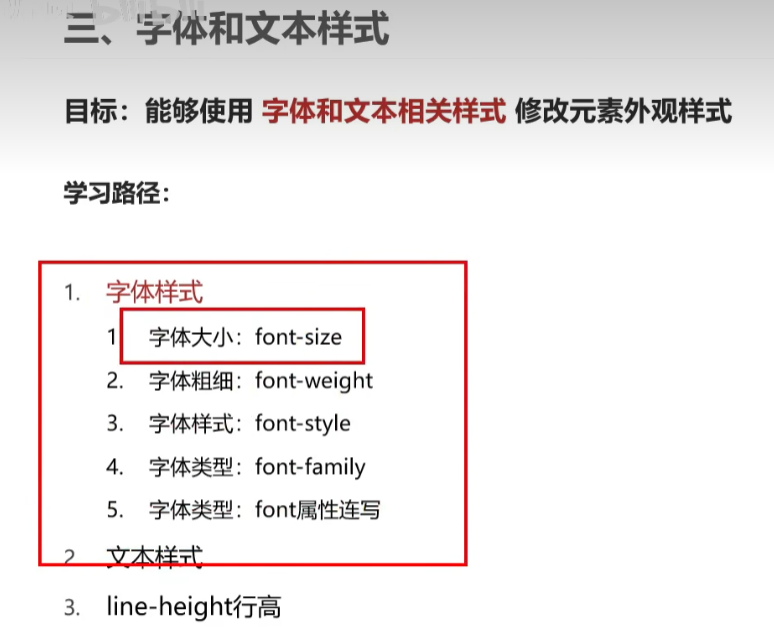 三、字体和文本样式
目标：能够使用 字体和文本相关样式 修改元素外观样式
学习路径：
1. 字体样式
1 字体大小：font-size
2. 字体粗细：font-weight
3. 字体样式：font-style
4. 字体类型：font-family
5. 字体类型：font属性连写
2 文本样式
3. line-height行高